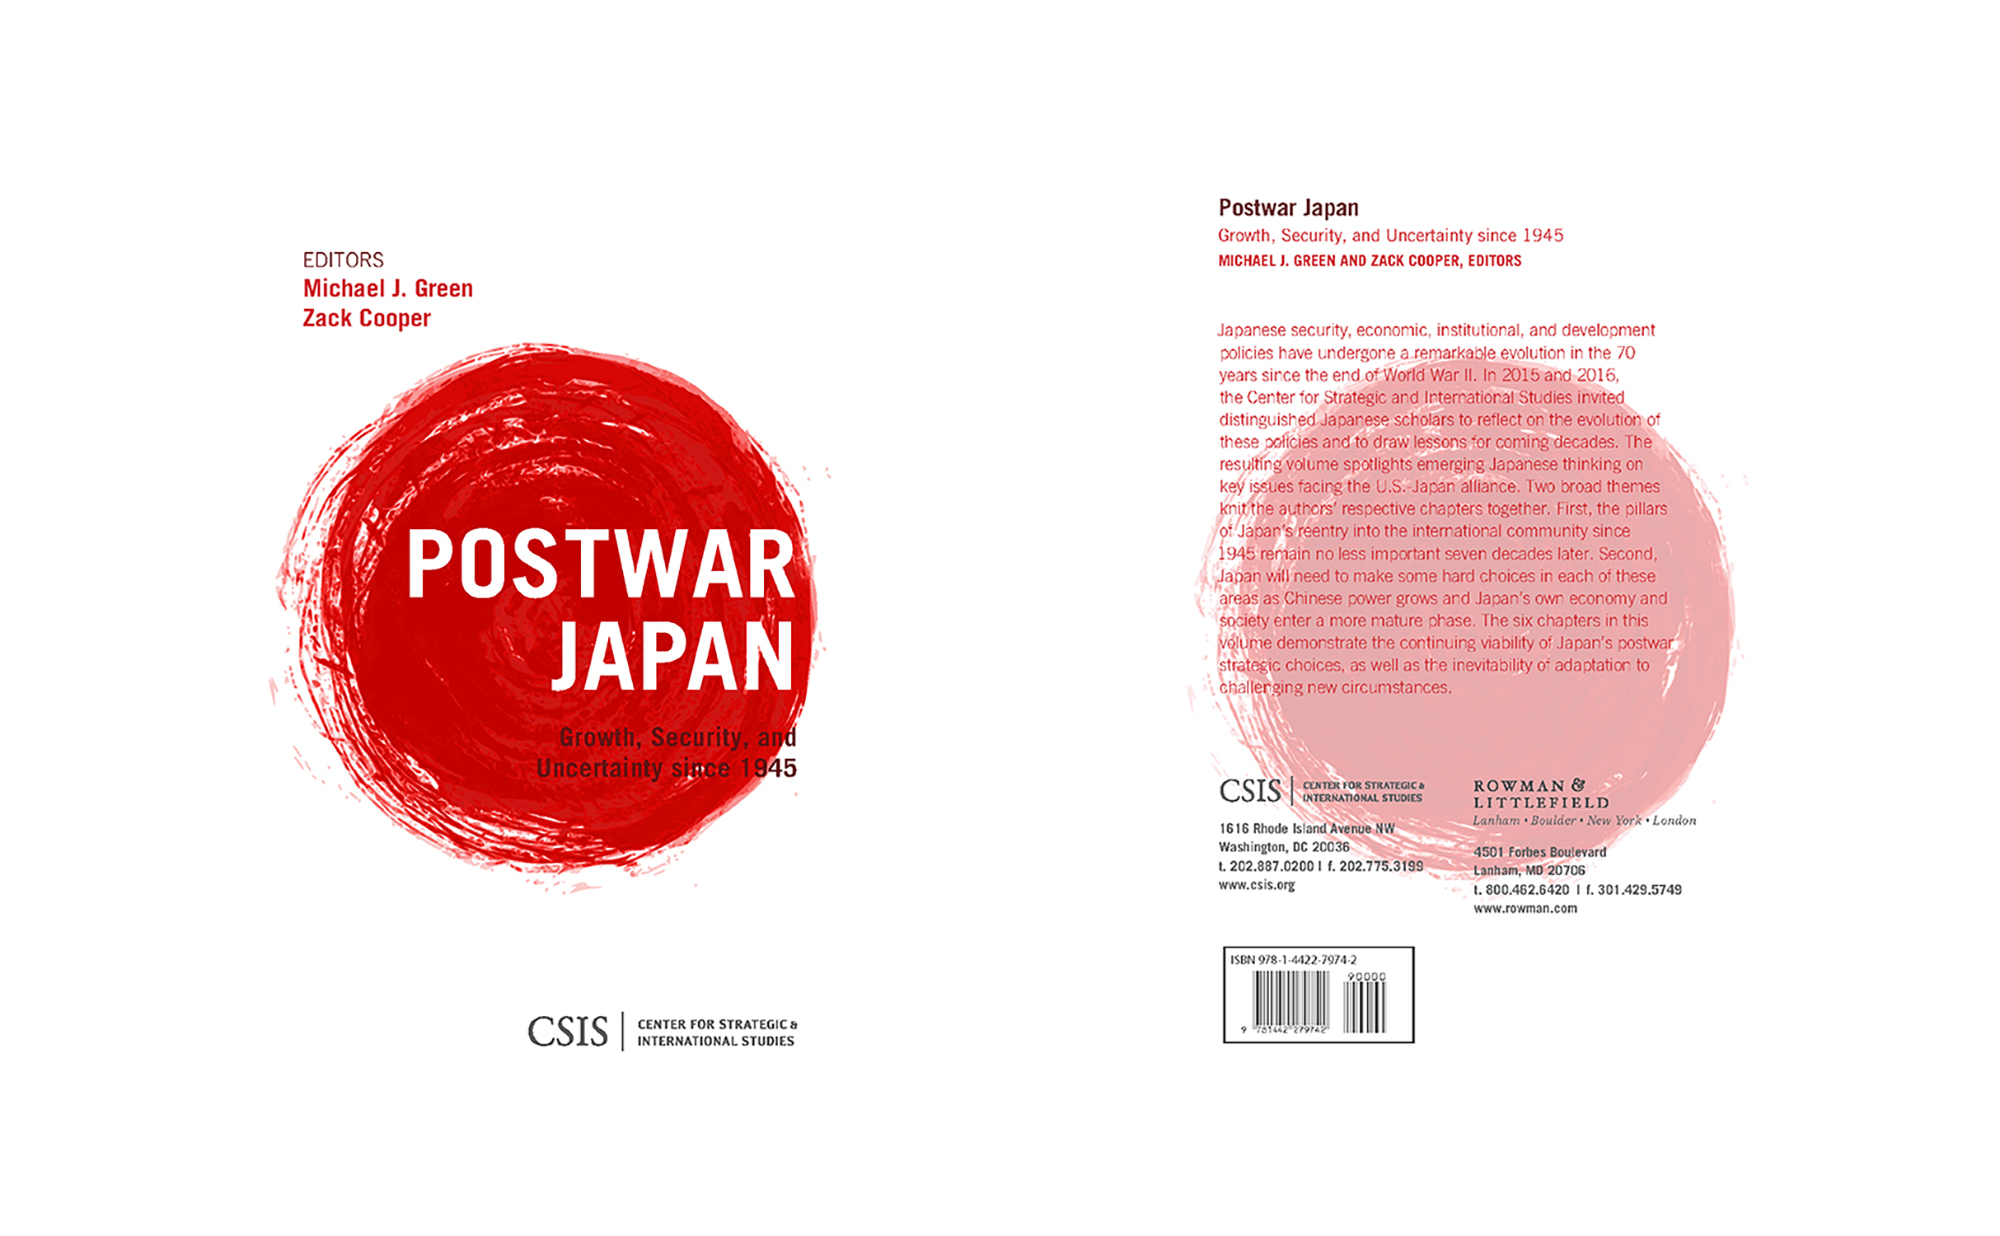 EDITORS
Michael J. Green
Zack Cooper
POSTWAR
JAPAN
Growth, Security, and
Uncertainty since 1945
CSIS | CENTER FOR STRATEGIC &
INTERNATIONAL STUDIES
Postwar Japan
Growth, Security, and Uncertainty since 1945
MICHAEL J. GREEN AND ZACK COOPER, EDITORS
Japanese security, economic, institutional, and development
policies have undergone a remarkable evolution in the 70
years since the end of World War II. In 2015 and 2016,
the Center for Strategic and International Studies invited
distinguished Japanese scholars to reflect on the evolution of
these policies and to draw lessons for coming decades. The
resulting volume spotlights emerging Japanese thinking on
key issues facing the U.S.-Japan alliance. Two broad themes
knit the authors' respective chapters together. First, the pillars
of Japan's reentry into the international community since
1945 remain no less important seven decades later. Second,
Japan will need to make some hard choices in each of these
areas as Chinese power grows and Japan's own economy and
society enter a more mature phase. The six chapters in this
volume demonstrate the continuing viability of Japan's postwar
strategic choices, as well as the inevitability of adaptation to
challenging new circumstances.
CSIS | CENTER FOR STRATEGIC &
INTERNATIONAL STUDIES
1616 Rhode Island Avenue NW
Washington, DC 20036
t. 202.887.0200 | f. 202.775.3199
www.csis.org
ROWMAN &
LITTLEFIELD
Lanham • Boulder • New York • London
4501 Forbes Boulevard
Lanham, MD 20706
t. 800.462.6420 | f. 301.429.5749
www.rowman.com
ISBN 978-1-4422-7974-2
90000
9 781442 279742